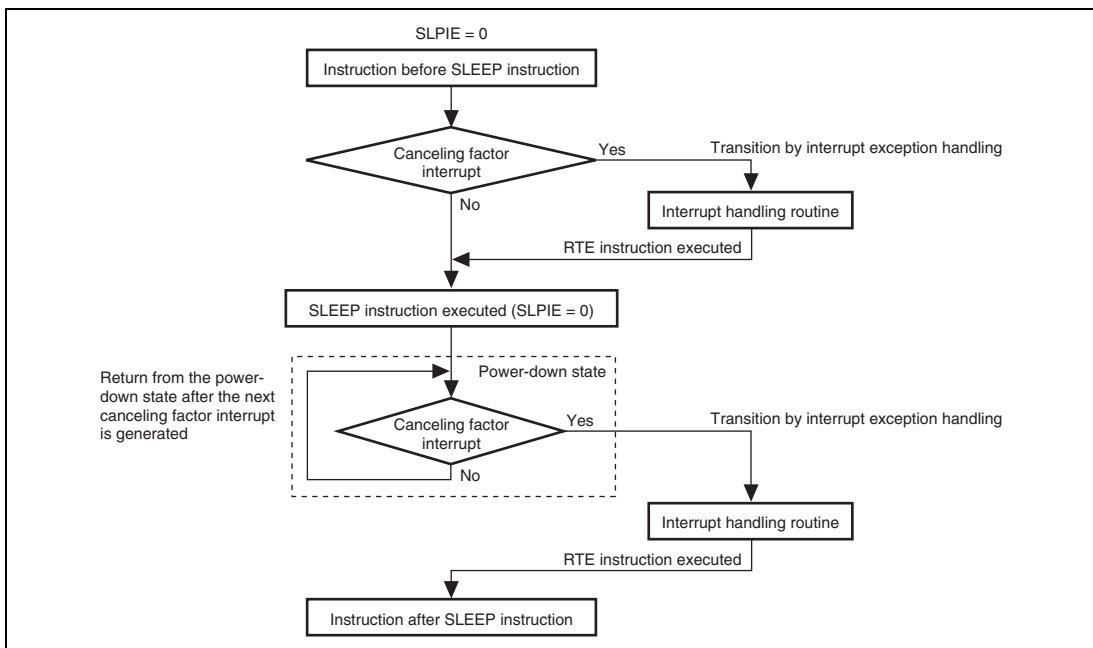 SLPIE = 0
Instruction before SLEEP instruction
Canceling factor
interrupt
Yes
Transition by interrupt exception handling
No
Interrupt handling routine
RTE instruction executed
SLEEP instruction executed (SLPIE = 0)
Return from the power-
down state after the next
canceling factor interrupt
is generated
Power-down state
Canceling factor
interrupt
Yes
Transition by interrupt exception handling
No
Interrupt handling routine
RTE instruction executed
Instruction after SLEEP instruction